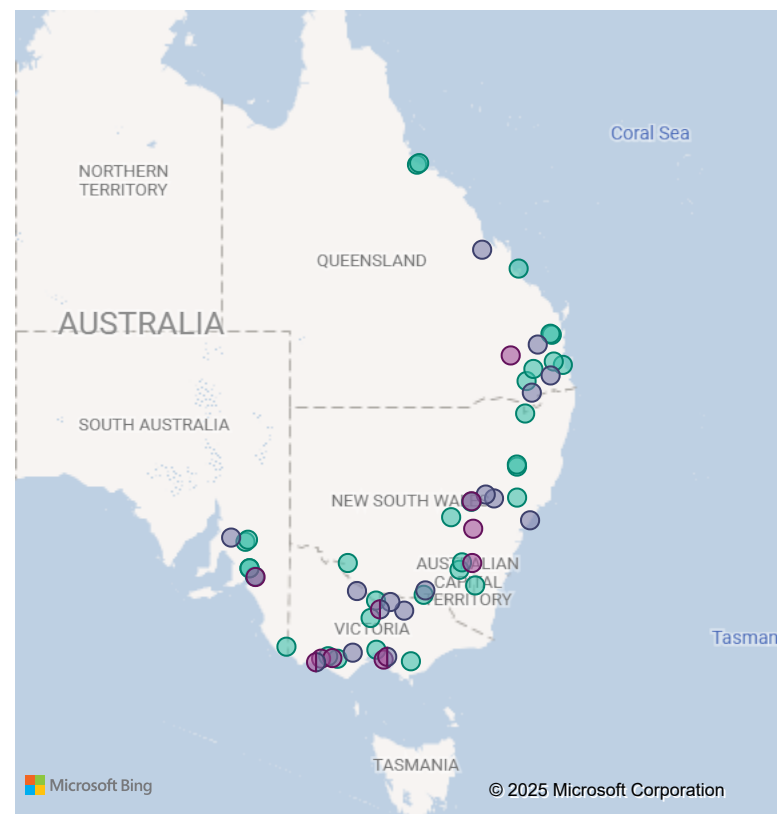 Coral Sea
NORTHERN
TERRITORY
QUEENSLAND
AUSTRALIA
SOUTH AUSTRALIA
NEW SOUTH WALES
AUSTRALIAN
CAPITAL
TERRITORY
VICTORIA
Tasman
TASMANIA
Microsoft Bing
© 2025 Microsoft Corporation